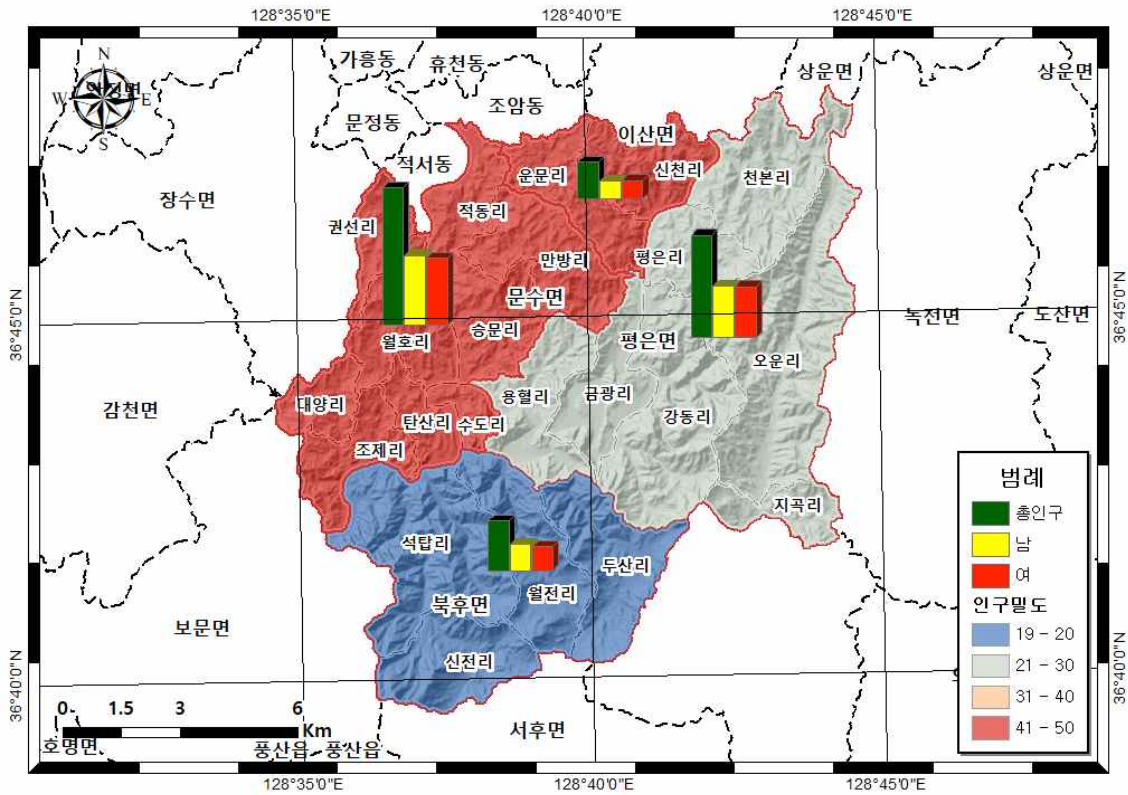 128°35'0"E 128°40'0"E 128°45'0"E
가흥동 휴천동 상운면 상운면
N
W E
S
조암동
문정동 이산면
적서동
운문리 신천리 천본리
장수면
권선리 적동리
만방리 평은리
문수면
36°45'0"N 녹전면 도산면 36°45'0"N
월호리 승문리 평은면
오운리
대양리 용혈리 금광리
감천면 탄산리 수도리 강동리
조제리
범례
총인구
남
여
인구밀도
19 - 20
21 - 30
31 - 40
41 - 50
지곡리
석탑리 두산리
북후면 월전리
보문면
신전리
36°40'0"N 36°40'0"N
0 1.5 3 6
Km
호명면 풍산읍 풍산읍 서후면
128°35'0"E 128°40'0"E 128°45'0"E